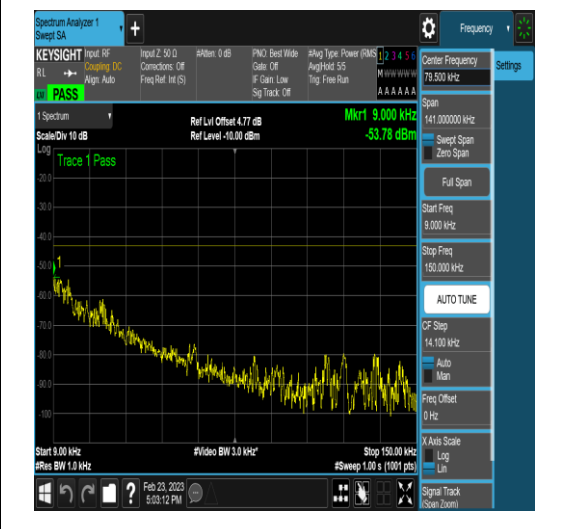 Spectrum Analyzer 1
Swept SA
+
Frequency
KEYSIGHT
RL
Input: RF
Coupling: DC
Align: Auto
Input Z: 50 Ω
Corrections: Off
Freq Ref: Int (S)
#Atten: 0 dB
PNO: Best Wide
Gate: Off
IF Gain: Low
Sig Track: Off
#Avg Type: Power (RMS
Avg|Hold: 5/5
Trig: Free Run
1 2 3 4 5 6
M W W W W W
A A A A A A
PASS
1 Spectrum
Scale/Div 10 dB
Ref Lvl Offset 4.77 dB
Ref Level -10.00 dBm
Mkr1 9.000 kHz
-53.78 dBm
Log
Trace 1 Pass
-20.0
-30.0
-40.0
-50.0
1
-60.0
-70.0
-80.0
-90.0
-100
Start 9.00 kHz
#Res BW 1.0 kHz
#Video BW 3.0 kHz*
Stop 150.00 kHz
#Sweep 1.00 s (1001 pts)
?
Feb 23, 2023
5:03:12 PM
Settings
Center Frequency
79.500 kHz
Span
141.000000 kHz
Swept Span
Zero Span
Full Span
Start Freq
9.000 kHz
Stop Freq
150.000 kHz
AUTO TUNE
CF Step
14.100 kHz
Auto
Man
Freq Offset
0 Hz
X Axis Scale
Log
Lin
Signal Track
(Span Zoom)